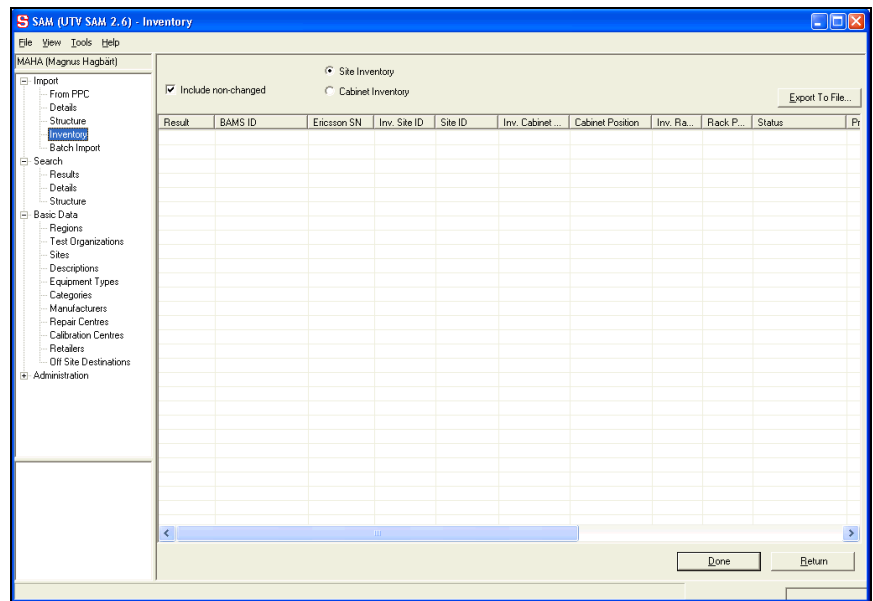 S SAM (UTV SAM 2.6) - Inventory
File View Tools Help
MAHA (Magnus Hagbärt)
Import
From PPC
Details
Structure
Inventory
Batch Import
Search
Results
Details
Structure
Basic Data
Regions
Test Organizations
Sites
Descriptions
Equipment Types
Categories
Manufacturers
Repair Centres
Calibration Centres
Retailers
Off Site Destinations
Administration
Include non-changed
Site Inventory
Cabinet Inventory
Export To File...
Result BAMS ID Ericsson SN Inv. Site ID Site ID Inv. Cabinet ... Cabinet Position Inv. Ra... Rack P... Status Pr
Done Return